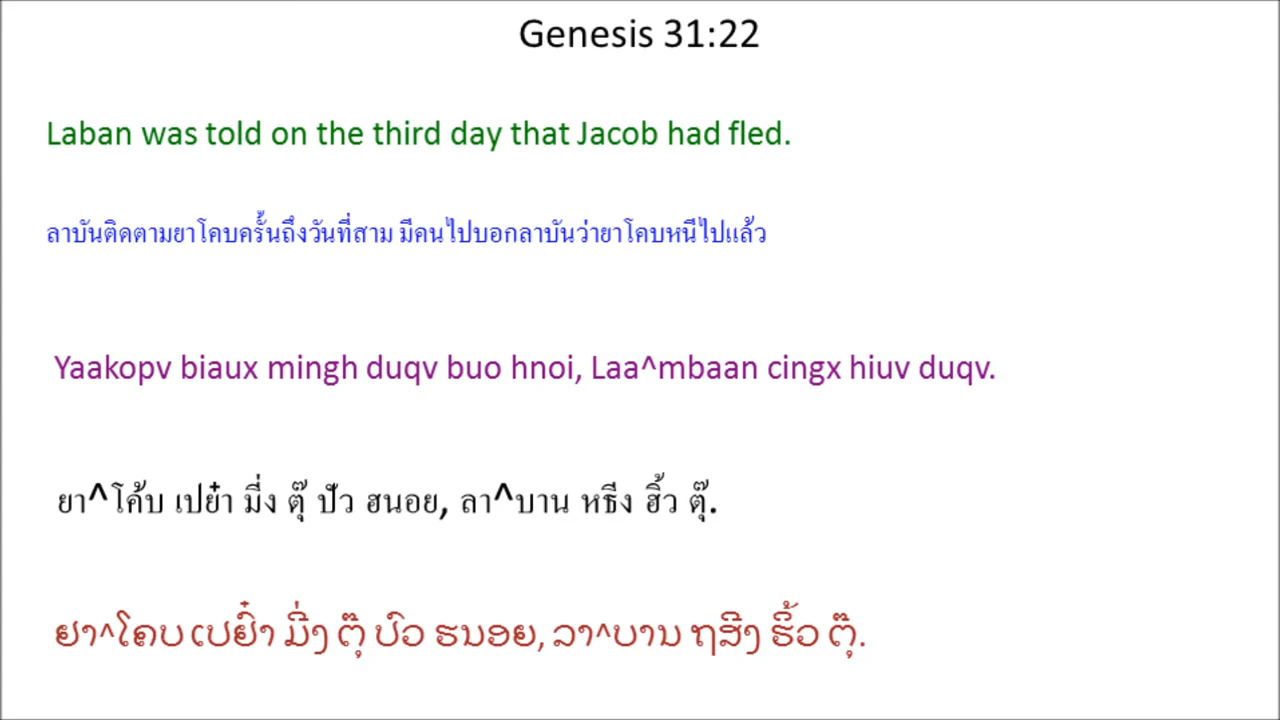 Genesis 31:22
Laban was told on the third day that Jacob had fled.
ลาบันติดตามยาโคบครั้นถึงวันที่สาม มีคนไปบอกลาบันว่ายาโคบหนีไปแล้ว
Yaakopv biaux mingh duqv buo hnoi, Laa^mbaan cingx hiuv duqv.
ยา^โค้บ เปย๋า มี่ง ตุ๊ ปัว ฮนอย, ลา^บาน หธีง ฮิ้ว ตุ๊.
ຢາ^ໂຄບ ເປຢົ໋າ ມີ່ງ ຕຸ໊ ປົວ ຮນອຍ, ລາ^ບານ ຖສີງ ຮິ້ວ ຕຸ໊.